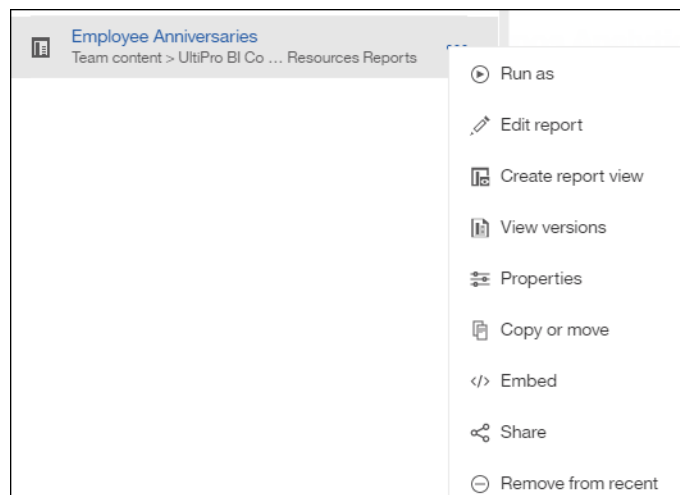 Employee Anniversaries
Team content > UltiPro BI Co … Resources Reports
Run as
Edit report
Create report view
View versions
Properties
Copy or move
Embed
Share
Remove from recent